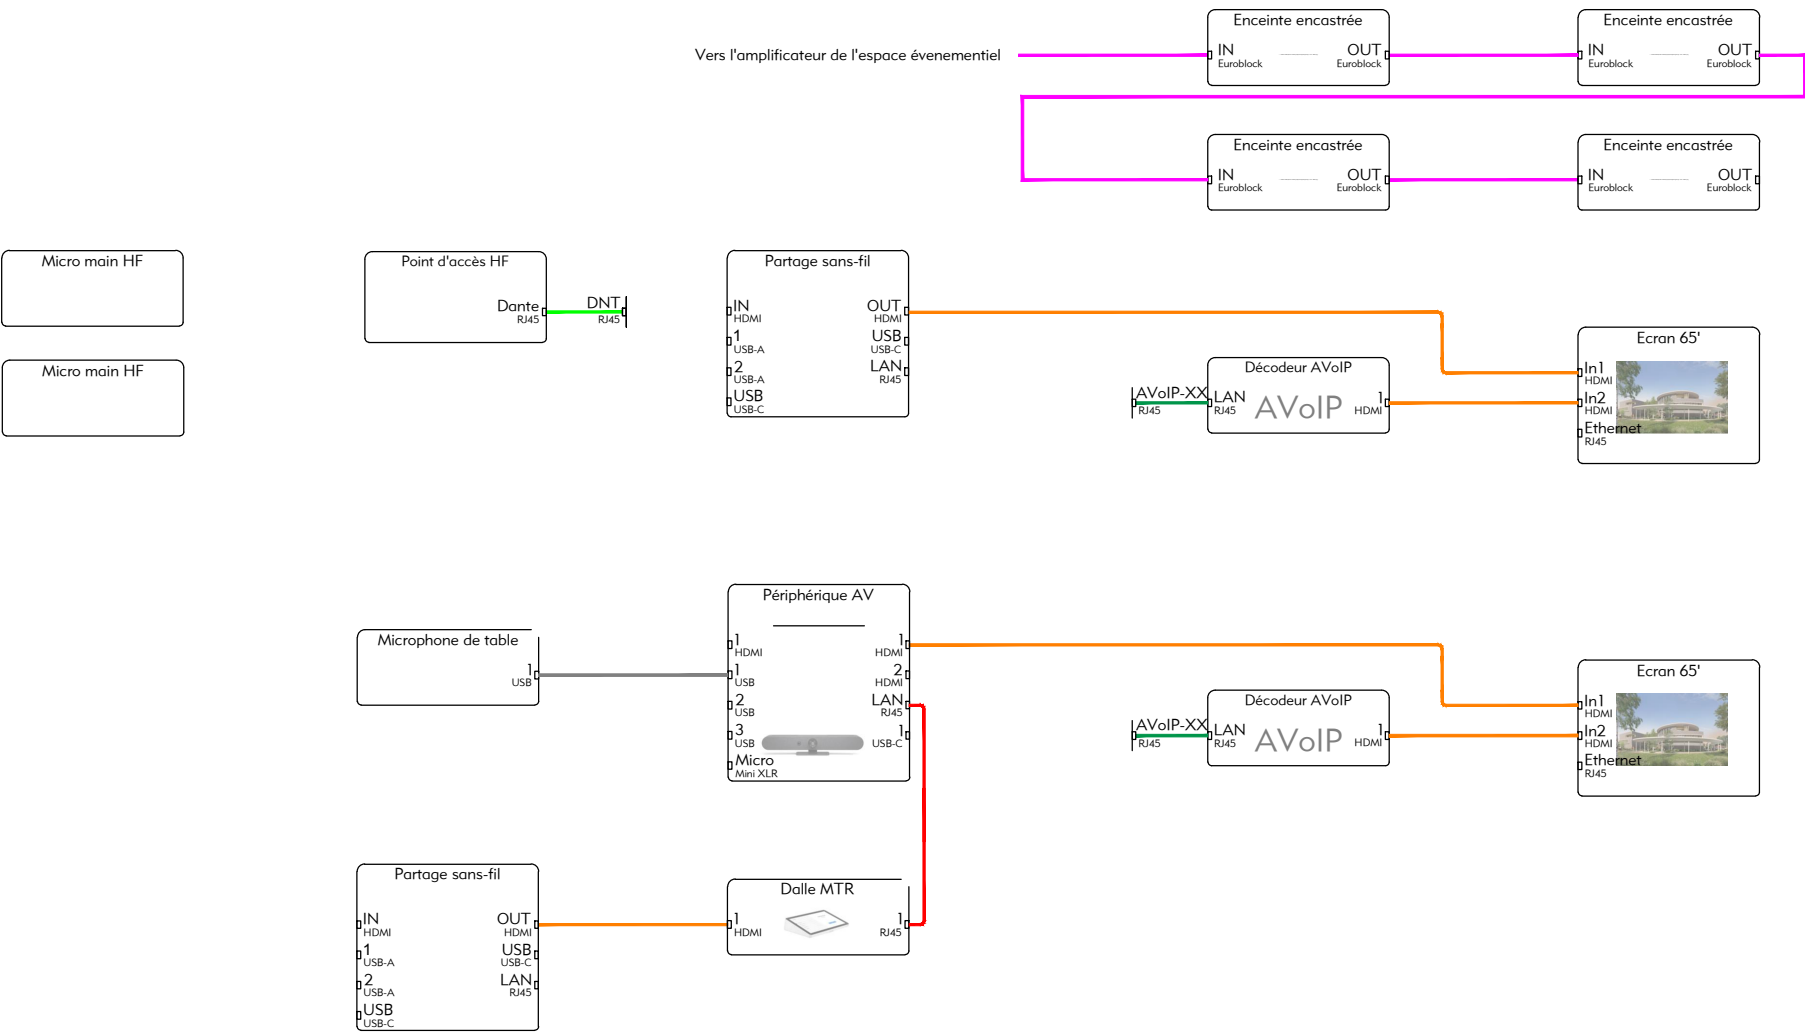 Vers l'amplificateur de l'espace évenementiel
Enceinte encastrée
IN
Euroblock
OUT
Euroblock
Enceinte encastrée
IN
Euroblock
OUT
Euroblock
Enceinte encastrée
IN
Euroblock
OUT
Euroblock
Enceinte encastrée
IN
Euroblock
OUT
Euroblock
Micro main HF
Micro main HF
Point d'accès HF
Dante
RJ45
DNT
RJ45
Partage sans-fil
IN
HDMI
1
USB-A
2
USB-A
USB
USB-C
OUT
HDMI
USB
USB-C
LAN
RJ45
AVoIP-XX
RJ45
Décodeur AVoIP
LAN
RJ45
AVoIP
1
HDMI
Ecran 65'
In1
HDMI
In2
HDMI
Ethernet
RJ45
Microphone de table
1
USB
Périphérique AV
1
HDMI
1
USB
2
USB
3
USB
Micro
Mini XLR
1
HDMI
2
HDMI
LAN
RJ45
1
USB-C
AVoIP-XX
RJ45
Décodeur AVoIP
LAN
RJ45
AVoIP
1
HDMI
Ecran 65'
In1
HDMI
In2
HDMI
Ethernet
RJ45
Partage sans-fil
IN
HDMI
1
USB-A
2
USB-A
USB
USB-C
OUT
HDMI
USB
USB-C
LAN
RJ45
Dalle MTR
1
HDMI
1
RJ45